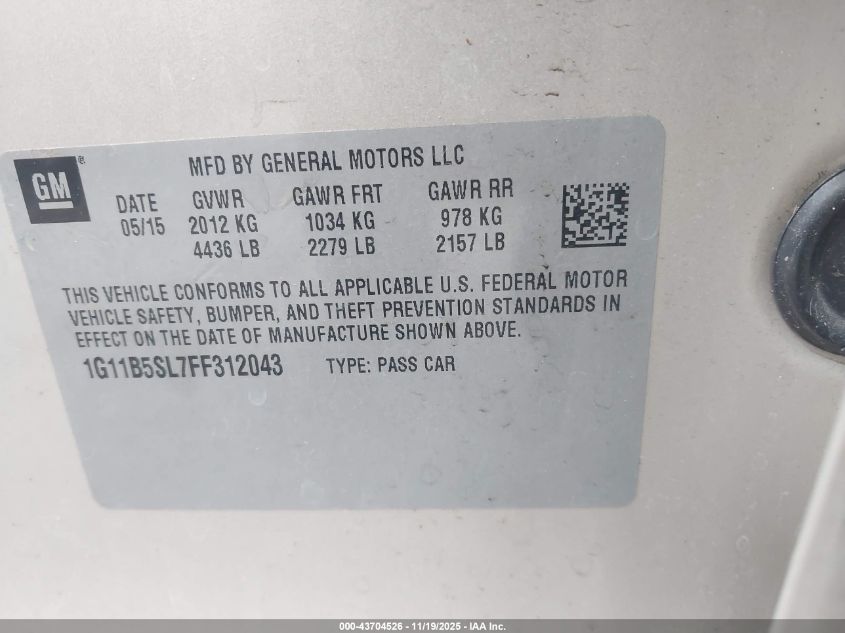 GM®
MFD BY GENERAL MOTORS LLC
DATE GVWR GAWR FRT GAWR RR
05/15 2012 KG 1034 KG 978 KG
4436 LB 2279 LB 2157 LB
THIS VEHICLE CONFORMS TO ALL APPLICABLE U.S. FEDERAL MOTOR
VEHICLE SAFETY, BUMPER, AND THEFT PREVENTION STANDARDS IN
EFFECT ON THE DATE OF MANUFACTURE SHOWN ABOVE.
1G11B5SL7FF312043 TYPE: PASS CAR
000-43704526 - 11/19/2025 - IAA Inc.